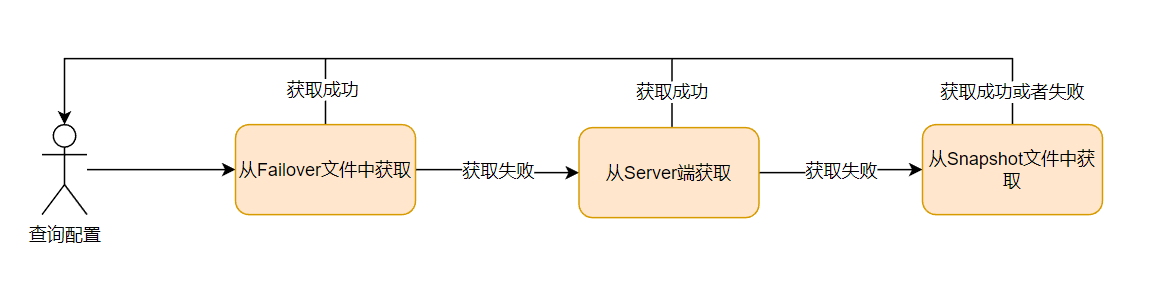 获取成功
获取成功
获取成功或者失败
从Failover文件中获取
获取失败
从Server端获取
获取失败
从Snapshot文件中获
取
查询配置